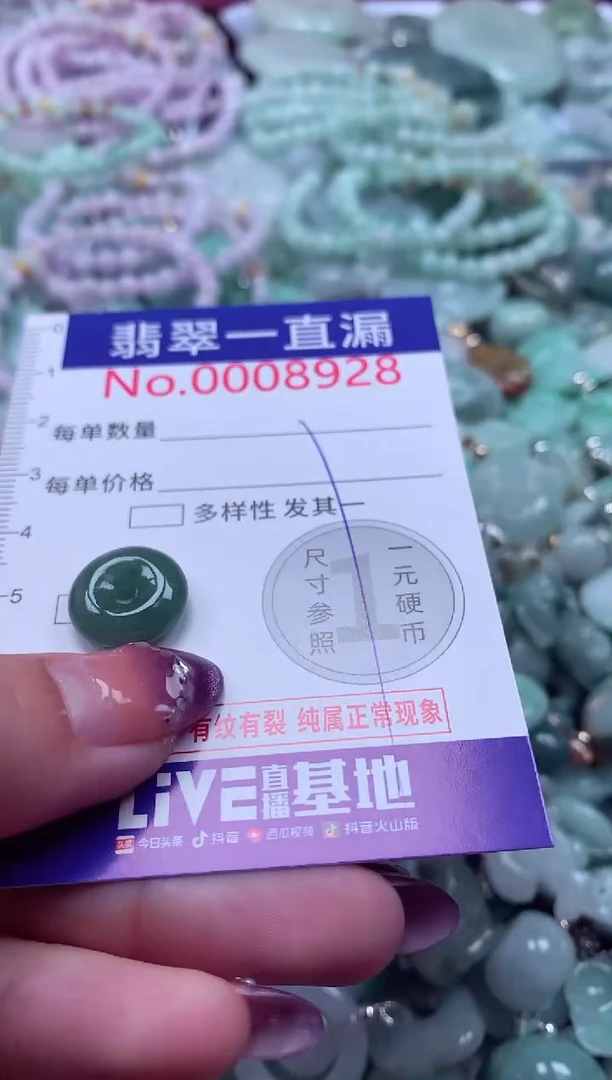 翡翠一直漏
No.0008928
0
1
2
3
4
5
每单数量
每单价格
多样性 发其一
尺寸参照
1
一元硬币
有纹有裂 纯属正常现象
LiVE直播基地
头条 今日头条 抖音 西瓜视频 抖音火山版